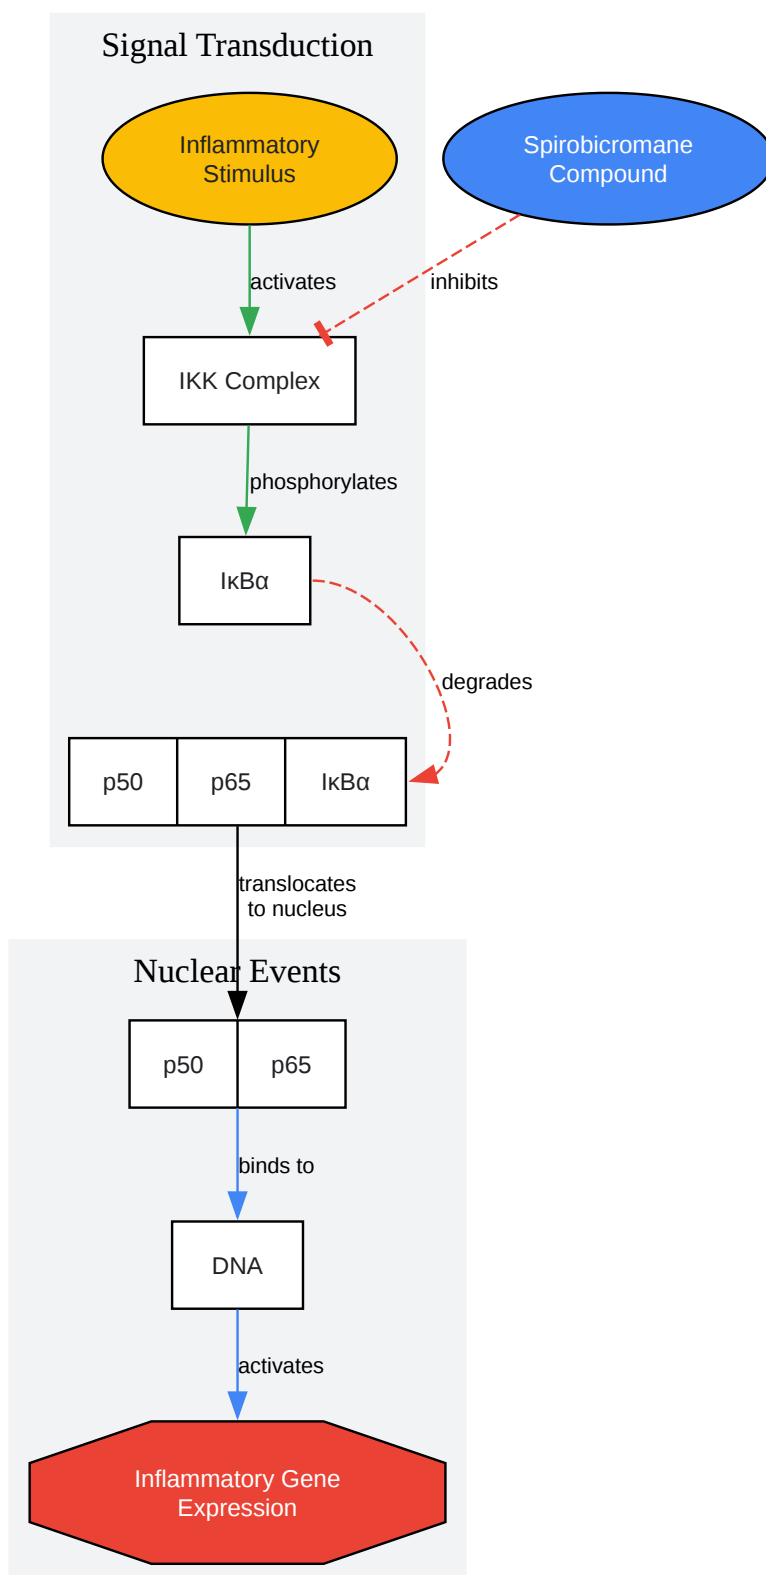 Signal Transduction
Inflammatory
Stimulus
Spirobicromane
Compound
activates
inhibits
IKK Complex
phosphorylates
IκBα
degrades
p50
p65
IκBα
translocates
to nucleus
Nuclear Events
p50
p65
binds to
DNA
activates
Inflammatory Gene
Expression